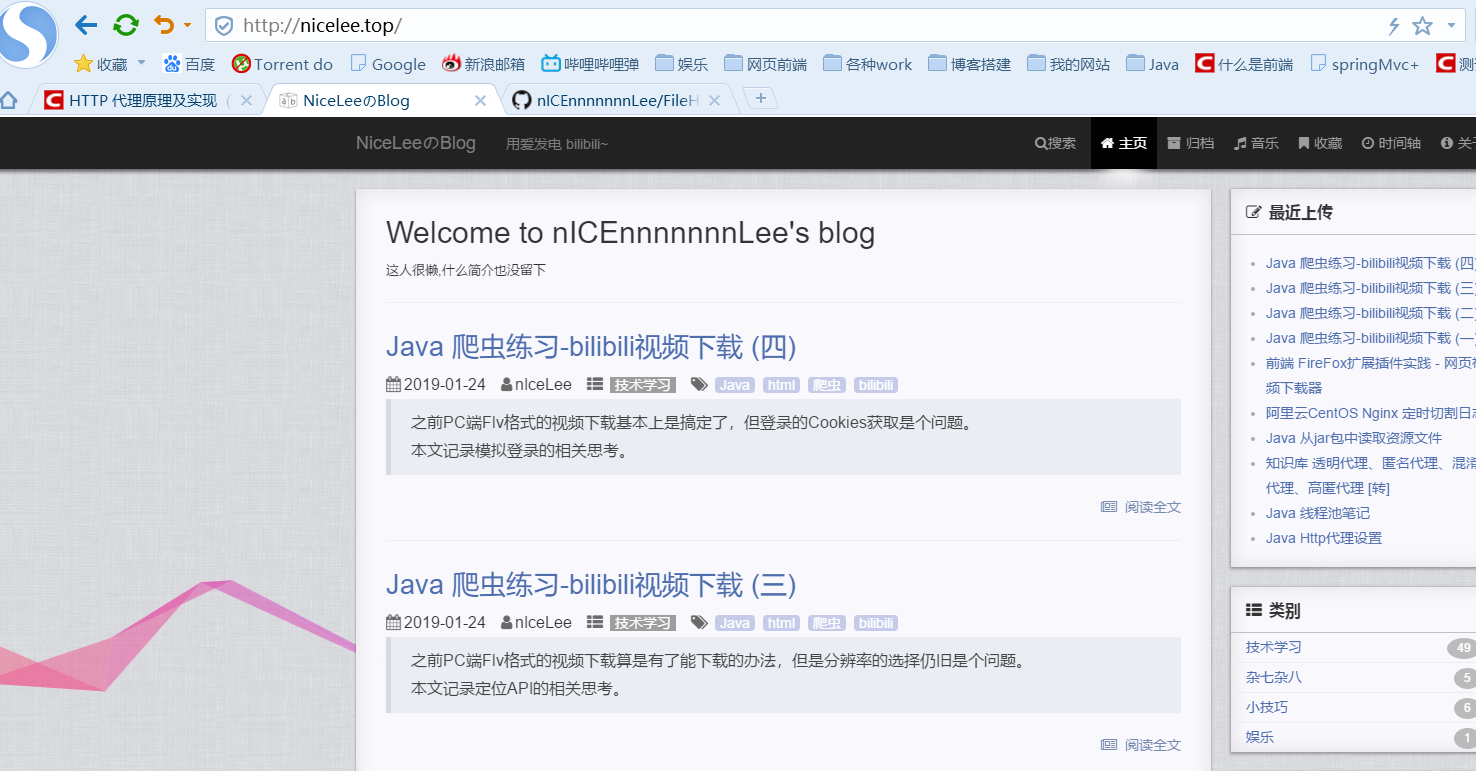 http://nicelee.top/
收藏 百度 Torrent do Google 新浪邮箱 哔哩哔哩弹 娱乐 网页前端 各种work 博客搭建 我的网站 Java 什么是前端 springMvc+
HTTP 代理原理及实现 NiceLeeのBlog nICEnnnnnnnLee/FileH
NiceLeeのBlog 用爱发电 bilibili~ 搜索 主页 归档 音乐 收藏 时间轴
Welcome to nICEnnnnnnnLee's blog
这人很懒,什么简介也没留下
Java 爬虫练习-bilibili视频下载 (四)
2019-01-24 nIceLee 技术学习 Java html 爬虫 bilibili
之前PC端Flv格式的视频下载基本上是搞定了，但登录的Cookies获取是个问题。
本文记录模拟登录的相关思考。
阅读全文
Java 爬虫练习-bilibili视频下载 (三)
2019-01-24 nIceLee 技术学习 Java html 爬虫 bilibili
之前PC端Flv格式的视频下载算是有了能下载的办法，但是分辨率的选择仍旧是个问题。
本文记录定位API的相关思考。
阅读全文
最近上传
Java 爬虫练习-bilibili视频下载 (四
Java 爬虫练习-bilibili视频下载 (三
Java 爬虫练习-bilibili视频下载 (二
Java 爬虫练习-bilibili视频下载 (一
前端 FireFox扩展插件实践 - 网页视
频下载器
阿里云CentOS Nginx 定时切割日志
Java 从jar包中读取资源文件
知识库 透明代理、匿名代理、混淆
代理、高匿代理 [转]
Java 线程池笔记
Java Http代理设置
类别
技术学习 49
杂七杂八 5
小技巧 6
娱乐 1